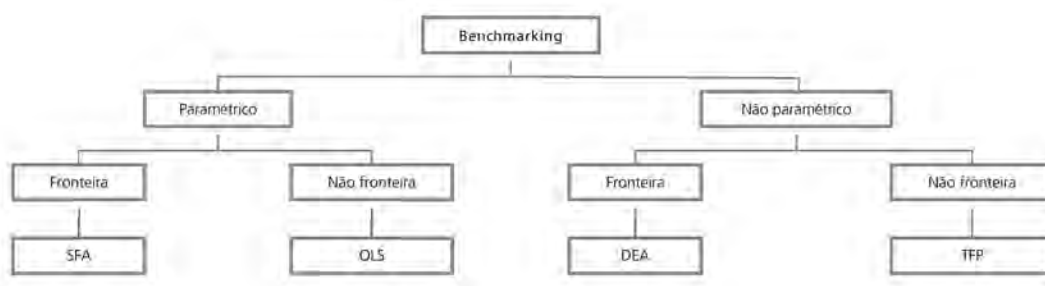 Benchmarking
Paramétrico
Não paramétrico
Fronteira
Não fronteira
Fronteira
Não fronteira
SFA
OLS
DEA
TFP